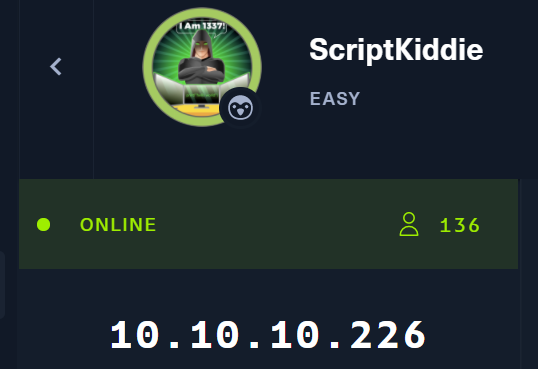 I Am 1337!
ScriptKiddie
EASY
ONLINE
136
10.10.10.226